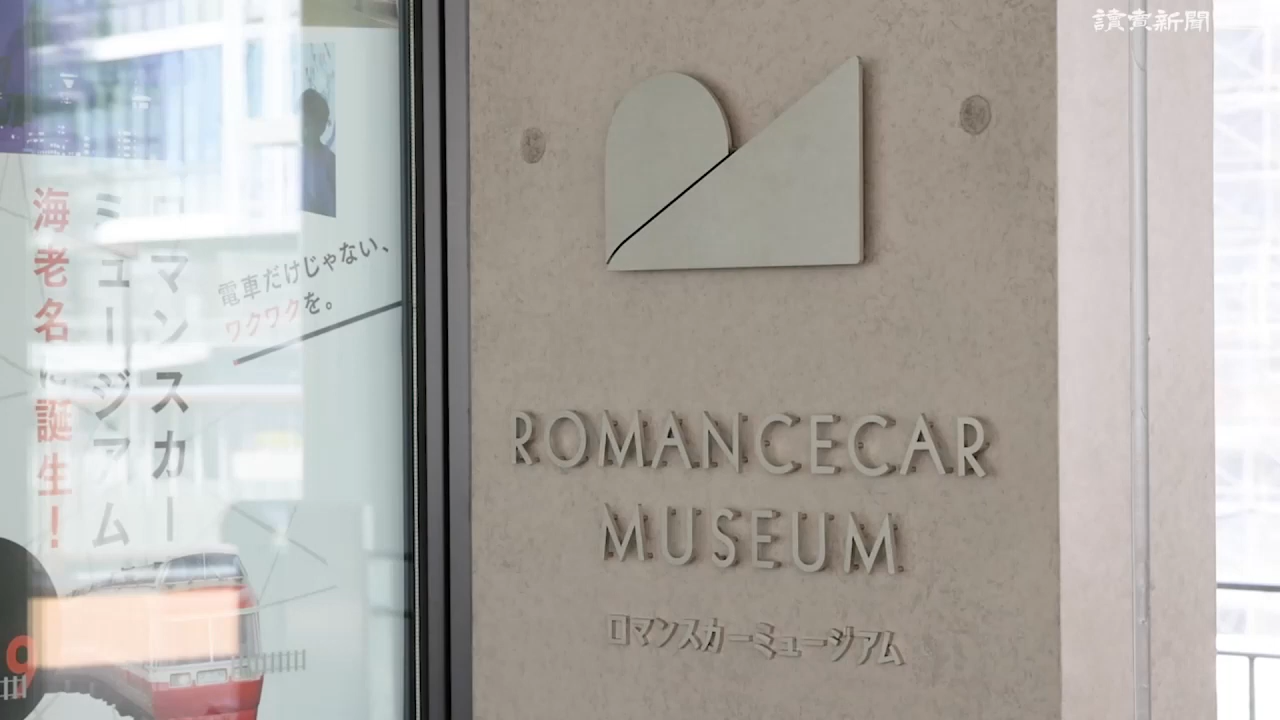 讀賣新聞
ロマンスカー
ミュージアム
海老名に誕生！
電車だけじゃない、
ワクワクを。
ROMANCECAR
MUSEUM
ロマンスカーミュージアム